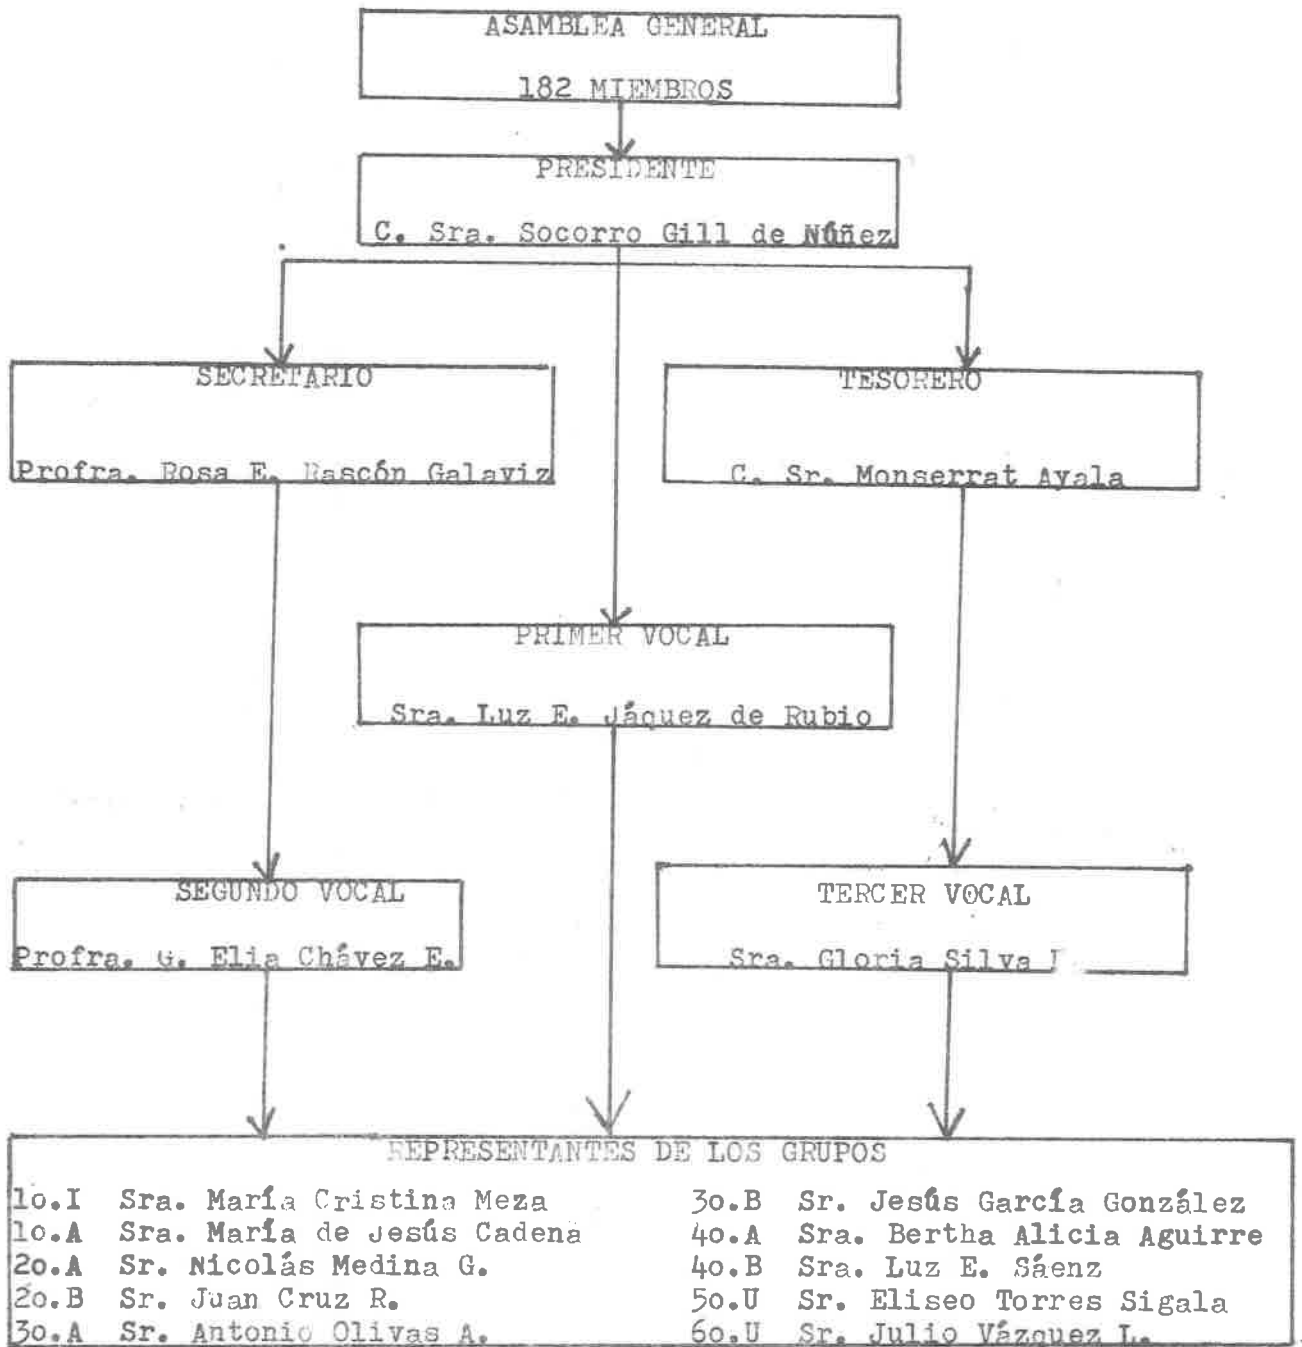 ASAMBLEA GENERAL
182 MIEMBROS
PRESIDENTE
C. Sra. Socorro Gill de Núñez
SECRETARIO
Profra. Rosa E. Rascón Galaviz
TESORERO
C. Sr. Monserrat Ayala
PRIMER VOCAL
Sra. Luz E. Jáquez de Rubio
SEGUNDO VOCAL
Profra. G. Elia Chávez E.
TERCER VOCAL
Sra. Gloria Silva
REPRESENTANTES DE LOS GRUPOS
1o.I Sra. María Cristina Meza
1o.A Sra. María de Jesús Cadena
2o.A Sr. Nicolás Medina G.
2o.B Sr. Juan Cruz R.
3o.A Sr. Antonio Olivas A.
3o.B Sr. Jesús García González
4o.A Sra. Bertha Alicia Aguirre
4o.B Sra. Luz E. Sáenz
5o.U Sr. Eliseo Torres Sigala
6o.U Sr. Julio Vázquez L.